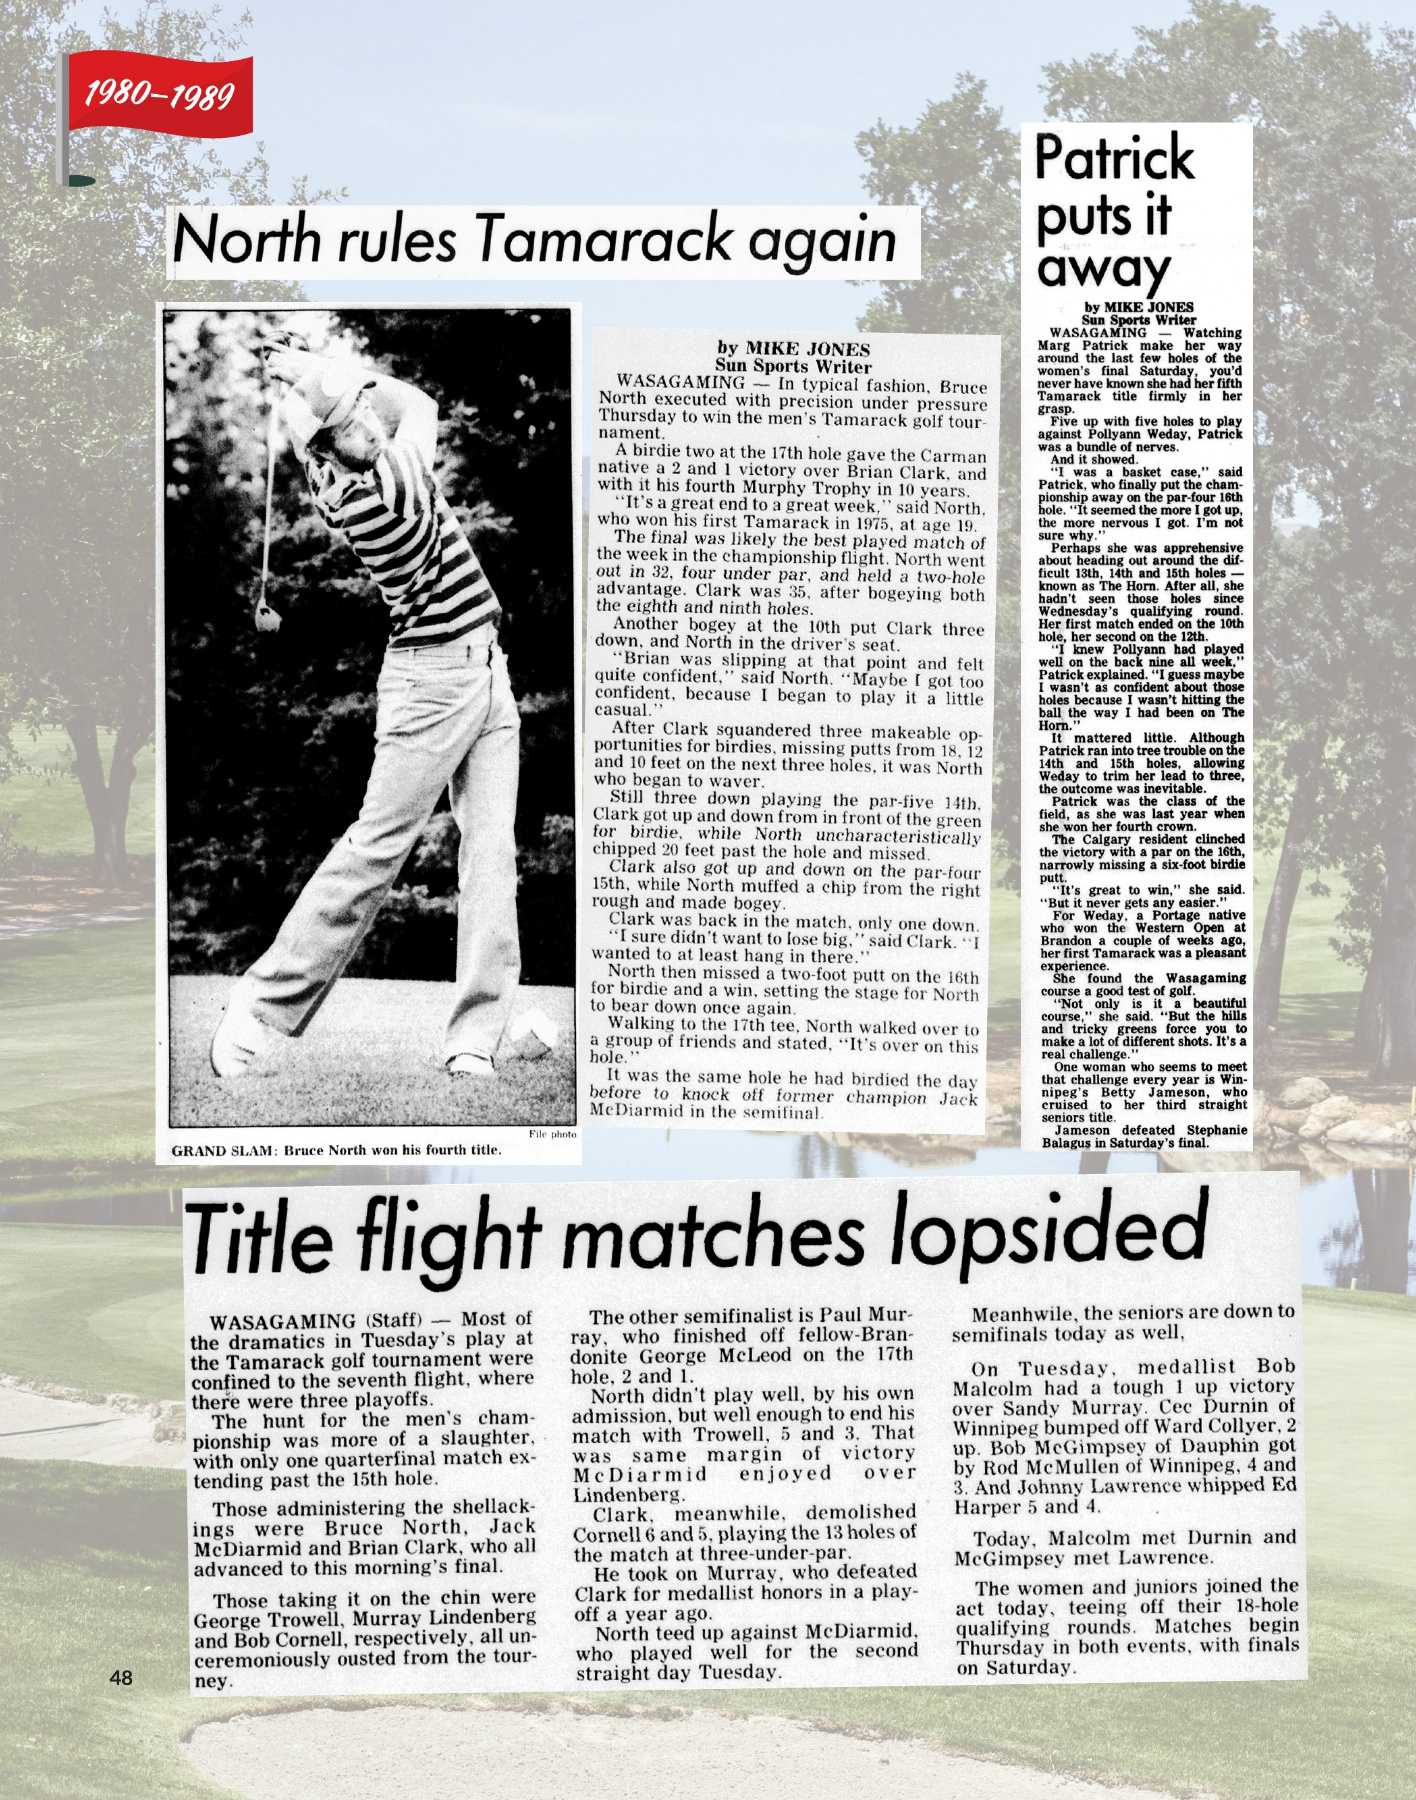 1980–1989
North rules Tamarack again
by MIKE JONES
Sun Sports Writer
WASAGAMING — In typical fashion, Bruce
North executed with precision under pressure
Thursday to win the men's Tamarack golf tour-
nament.
A birdie two at the 17th hole gave the Carman
native a 2 and 1 victory over Brian Clark, and
with it his fourth Murphy Trophy in 10 years.
"It's a great end to a great week," said North,
who won his first Tamarack in 1975, at age 19.
The final was likely the best played match of
the week in the championship flight. North went
out in 32, four under par, and held a two-hole
advantage. Clark was 35, after bogeying both
the eighth and ninth holes.
Another bogey at the 10th put Clark three
down, and North in the driver's seat.
"Brian was slipping at that point and felt
quite confident," said North. "Maybe I got too
confident, because I began to play it a little
casual."
After Clark squandered three makeable op-
portunities for birdies, missing putts from 18, 12
and 10 feet on the next three holes, it was North
who began to waver.
Still three down playing the par-five 14th,
Clark got up and down from in front of the green
for birdie, while North uncharacteristically
chipped 20 feet past the hole and missed.
Clark also got up and down on the par-four
15th, while North muffed a chip from the right
rough and made bogey.
Clark was back in the match, only one down.
"I sure didn't want to lose big," said Clark. "I
wanted to at least hang in there."
North then missed a two-foot putt on the 16th
for birdie and a win, setting the stage for North
to bear down once again.
Walking to the 17th tee, North walked over to
a group of friends and stated, "It's over on this
hole."
It was the same hole he had birdied the day
before to knock off former champion Jack
McDiarmid in the semifinal.
File photo
GRAND SLAM: Bruce North won his fourth title.
Patrick
puts it
away
by MIKE JONES
Sun Sports Writer
WASAGAMING — Watching
Marg Patrick make her way
around the last few holes of the
women's final Saturday, you'd
never have known she had her fifth
Tamarack title firmly in her
grasp.
Five up with five holes to play
against Pollyann Weday, Patrick
was a bundle of nerves.
And it showed.
"I was a basket case," said
Patrick, who finally put the cham-
pionship away on the par-four 16th
hole. "It seemed the more I got up,
the more nervous I got. I'm not
sure why."
Perhaps she was apprehensive
about heading out around the dif-
ficult 13th, 14th and 15th holes —
known as The Horn. After all, she
hadn't seen those holes since
Wednesday's qualifying round.
Her first match ended on the 10th
hole, her second on the 12th.
"I knew Pollyann had played
well on the back nine all week,"
Patrick explained. "I guess maybe
I wasn't as confident about those
holes because I wasn't hitting the
ball the way I had been on The
Horn."
It mattered little. Although
Patrick ran into tree trouble on the
14th and 15th holes, allowing
Weday to trim her lead to three,
the outcome was inevitable.
Patrick was the class of the
field, as she was last year when
she won her fourth crown.
The Calgary resident clinched
the victory with a par on the 16th,
narrowly missing a six-foot birdie
putt.
"It's great to win," she said.
"But it never gets any easier."
For Weday, a Portage native
who won the Western Open at
Brandon a couple of weeks ago,
her first Tamarack was a pleasant
experience.
She found the Wasagaming
course a good test of golf.
"Not only is it a beautiful
course," she said. "But the hills
and tricky greens force you to
make a lot of different shots. It's a
real challenge."
One woman who seems to meet
that challenge every year is Win-
nipeg's Betty Jameson, who
cruised to her third straight
seniors title.
Jameson defeated Stephanie
Balagus in Saturday's final.
Title flight matches lopsided
WASAGAMING (Staff) — Most of
the dramatics in Tuesday's play at
the Tamarack golf tournament were
confined to the seventh flight, where
there were three playoffs.
The hunt for the men's cham-
pionship was more of a slaughter,
with only one quarterfinal match ex-
tending past the 15th hole.
Those administering the shellack-
ings were Bruce North, Jack
McDiarmid and Brian Clark, who all
advanced to this morning's final.
Those taking it on the chin were
George Trowell, Murray Lindenberg
and Bob Cornell, respectively, all un-
ceremoniously ousted from the tour-
ney.
The other semifinalist is Paul Mur-
ray, who finished off fellow-Bran-
donite George McLeod on the 17th
hole, 2 and 1.
North didn't play well, by his own
admission, but well enough to end his
match with Trowell, 5 and 3. That
was same margin of victory
McDiarmid enjoyed over
Lindenberg.
Clark, meanwhile, demolished
Cornell 6 and 5, playing the 13 holes of
the match at three-under-par.
He took on Murray, who defeated
Clark for medallist honors in a play-
off a year ago.
North teed up against McDiarmid,
who played well for the second
straight day Tuesday.
Meanhwile, the seniors are down to
semifinals today as well,
On Tuesday, medallist Bob
Malcolm had a tough 1 up victory
over Sandy Murray. Cec Durnin of
Winnipeg bumped off Ward Collyer, 2
up. Bob McGimpsey of Dauphin got
by Rod McMullen of Winnipeg, 4 and
3. And Johnny Lawrence whipped Ed
Harper 5 and 4.
Today, Malcolm met Durnin and
McGimpsey met Lawrence.
The women and juniors joined the
act today, teeing off their 18-hole
qualifying rounds. Matches begin
Thursday in both events, with finals
on Saturday.
48